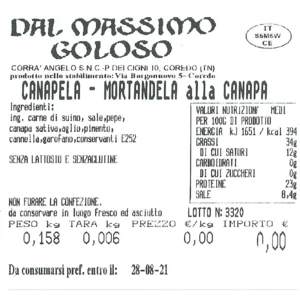 DAL MASSIMO
GOLOSO
CORRA' ANGELO S.N.C.-P DEI CIGNI 10, COREDO (TN)
prodotto nello stabilimento: Via Borgonuovo 5- Coredo
IT
CE
CANAPELA - MORTANDELA alla CANAPA
Ingredienti:
ing. carne di suino, sale,pepe,
canapa sativa,aglio,pimento,
cannella,garofano,conservanti E252
SENZA LATTOSIO E SENZAGLUTINE
NON FORARE LA CONFEZIONE.
da conservare in luogo fresco ed asciutto
VALORI NUTRIZIONI MEDI
PER 100G DI PRODOTTO
ENERGIA kJ 1651 / kcal 394
GRASSI 34g
DI CUI SATURI 12g
CARBOIDRATI 0g
DI CUI ZUCCHERI 0g
PROTEINE 23g
SALE 8,4g
LOTTO N: 3320
PESO kg TARA kg PREZZO €/kg IMPORTO €
0,158 0,006 0,00 0,00
Da consumarsi pref. entro il: 28-08-21